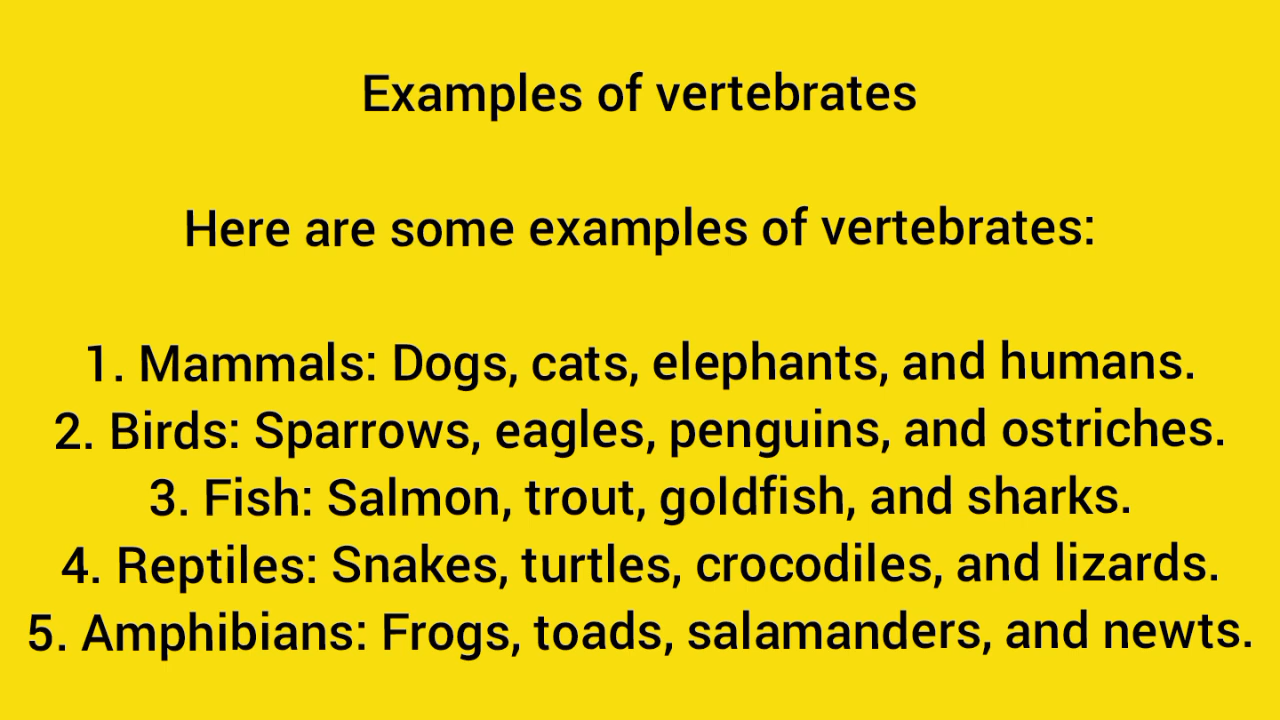 Examples of vertebrates
Here are some examples of vertebrates:
1. Mammals: Dogs, cats, elephants, and humans.
2. Birds: Sparrows, eagles, penguins, and ostriches.
3. Fish: Salmon, trout, goldfish, and sharks.
4. Reptiles: Snakes, turtles, crocodiles, and lizards.
5. Amphibians: Frogs, toads, salamanders, and newts.